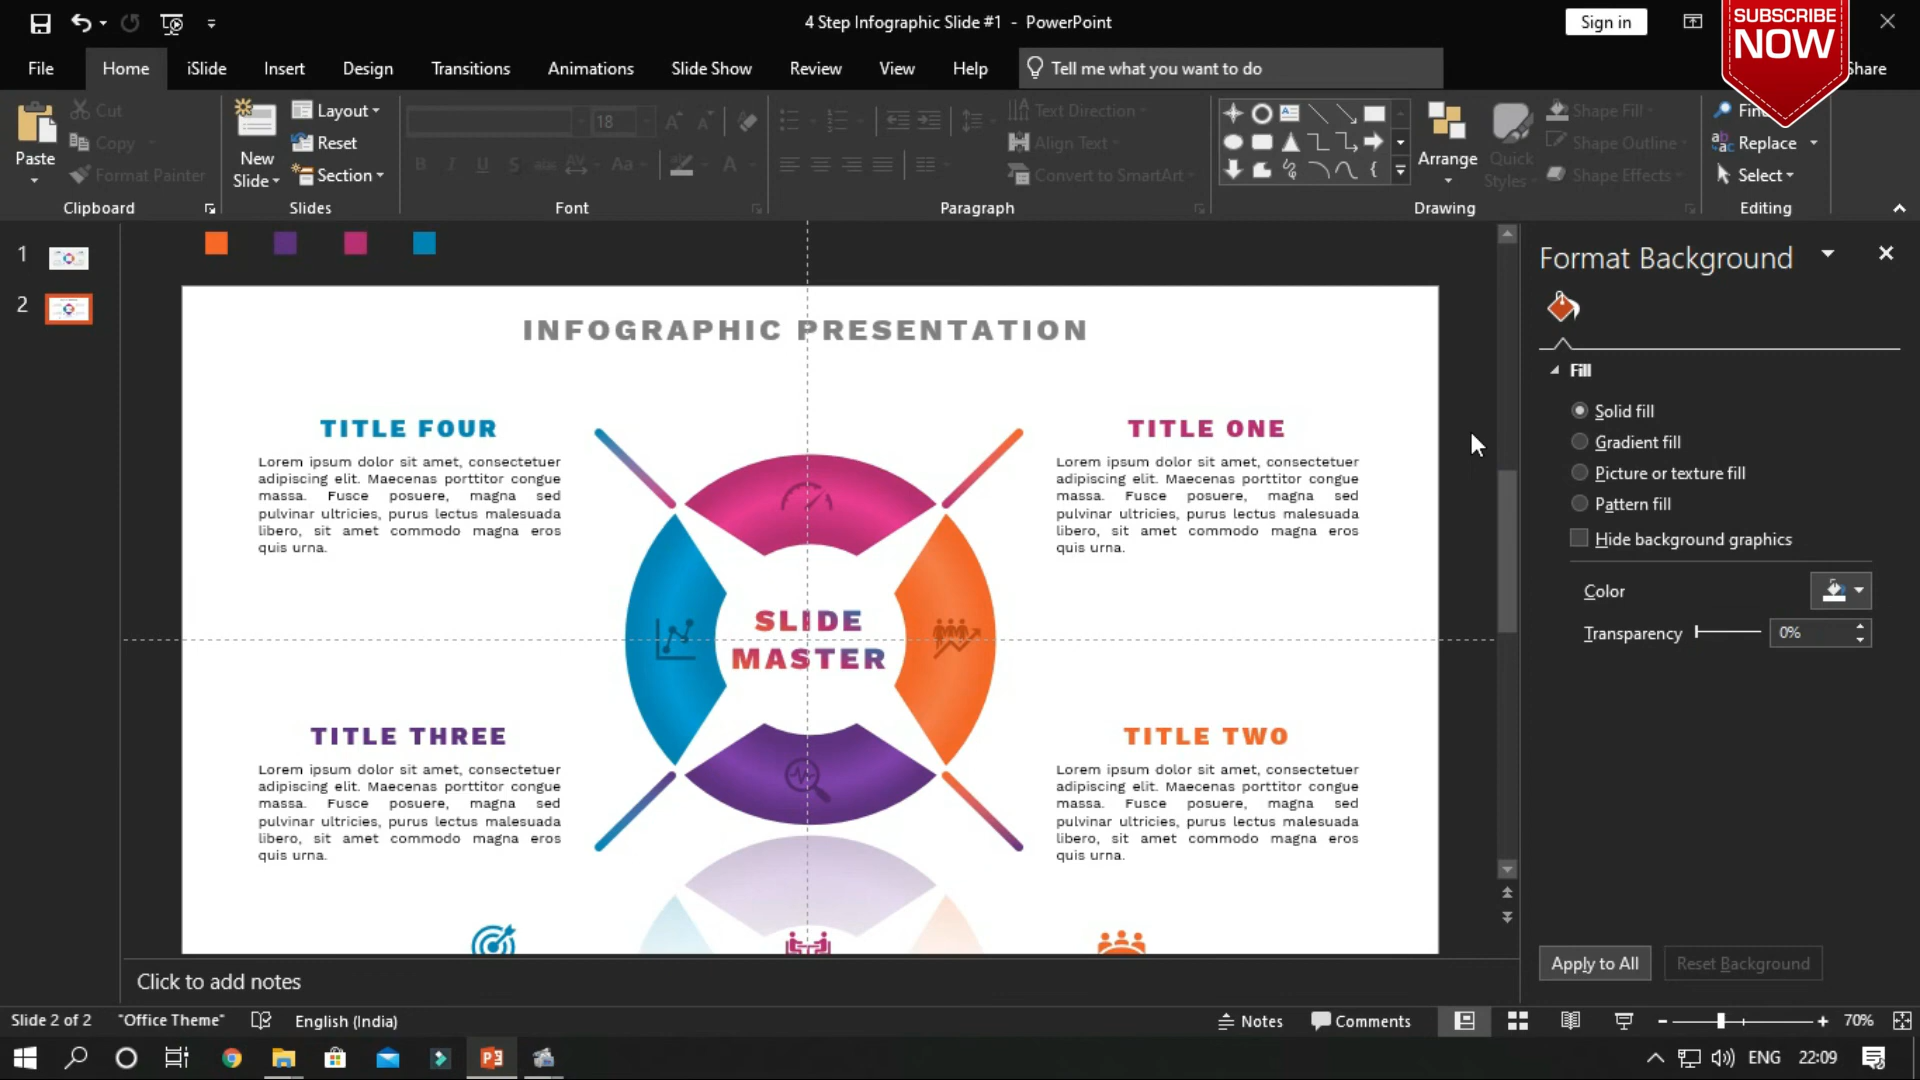 4 Step Infographic Slide #1 - PowerPoint
Sign in
SUBSCRIBE
NOW
File Home iSlide Insert Design Transitions Animations Slide Show Review View Help Tell me what you want to do Share
Paste
Cut
Copy
Format Painter
Clipboard
New
Slide
Layout
Reset
Section
Slides
18
Font
Text Direction
Align Text
Convert to SmartArt
Paragraph
Arrange
Quick
Styles
Shape Fill
Shape Outline
Shape Effects
Drawing
Replace
Select
Editing
1
2
INFOGRAPHIC PRESENTATION
TITLE FOUR
Lorem ipsum dolor sit amet, consectetuer
adipiscing elit. Maecenas porttitor congue
massa. Fusce posuere, magna sed
pulvinar ultricies, purus lectus malesuada
libero, sit amet commodo magna eros
quis urna.
TITLE ONE
Lorem ipsum dolor sit amet, consectetuer
adipiscing elit. Maecenas porttitor congue
massa. Fusce posuere, magna sed
pulvinar ultricies, purus lectus malesuada
libero, sit amet commodo magna eros
quis urna.
SLIDE
MASTER
TITLE THREE
Lorem ipsum dolor sit amet, consectetuer
adipiscing elit. Maecenas porttitor congue
massa. Fusce posuere, magna sed
pulvinar ultricies, purus lectus malesuada
libero, sit amet commodo magna eros
quis urna.
TITLE TWO
Lorem ipsum dolor sit amet, consectetuer
adipiscing elit. Maecenas porttitor congue
massa. Fusce posuere, magna sed
pulvinar ultricies, purus lectus malesuada
libero, sit amet commodo magna eros
quis urna.
Format Background
Fill
Solid fill
Gradient fill
Picture or texture fill
Pattern fill
Hide background graphics
Color
Transparency 0%
Apply to All Reset Background
Click to add notes
Slide 2 of 2 "Office Theme" English (India) Notes Comments 70%
ENG 22:09